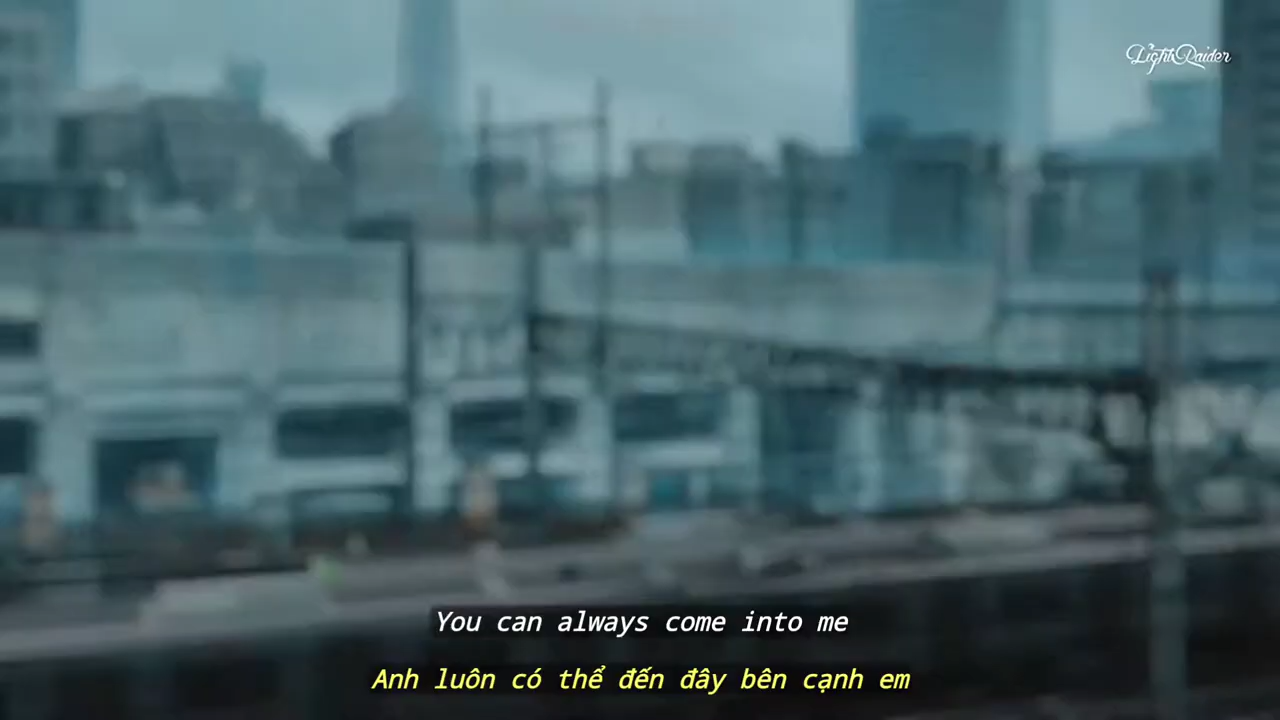 LightRaider
You can always come into me
Anh luôn có thể đến đây bên cạnh em